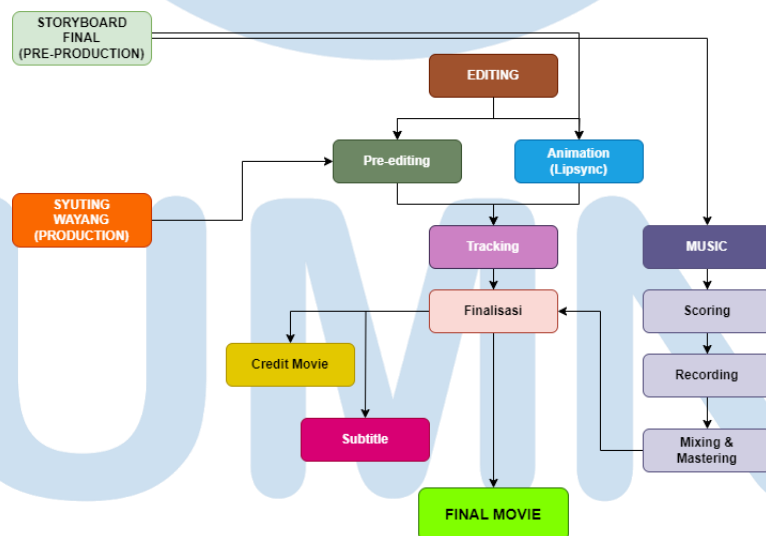 STORYBOARD
FINAL
(PRE-PRODUCTION)
EDITING
Pre-editing
Animation
(Lipsync)
SYUTING
WAYANG
(PRODUCTION)
Tracking
MUSIC
Finalisasi
Scoring
Credit Movie
Recording
Subtitle
Mixing &
Mastering
FINAL MOVIE
UMN